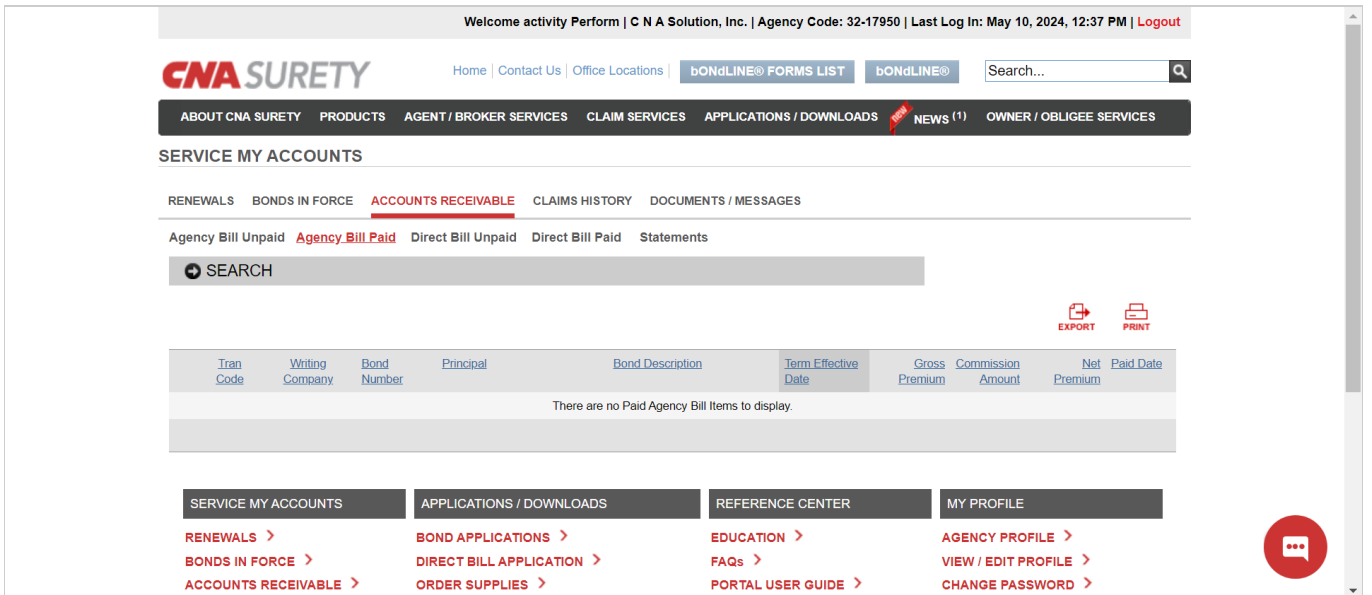 Welcome activity Perform | C N A Solution, Inc. | Agency Code: 32-17950 | Last Log In: May 10, 2024, 12:37 PM | Logout
CNA SURETY
Home | Contact Us | Office Locations | bONdLINE® FORMS LIST bONdLINE® Search...
ABOUT CNA SURETY PRODUCTS AGENT / BROKER SERVICES CLAIM SERVICES APPLICATIONS / DOWNLOADS new NEWS (1) OWNER / OBLIGEE SERVICES
SERVICE MY ACCOUNTS
RENEWALS BONDS IN FORCE ACCOUNTS RECEIVABLE CLAIMS HISTORY DOCUMENTS / MESSAGES
Agency Bill Unpaid Agency Bill Paid Direct Bill Unpaid Direct Bill Paid Statements
SEARCH
EXPORT PRINT
Tran Writing Bond Principal Bond Description Term Effective Gross Commission Net Paid Date
Code Company Number Date Premium Amount Premium
There are no Paid Agency Bill Items to display.
SERVICE MY ACCOUNTS APPLICATIONS / DOWNLOADS REFERENCE CENTER MY PROFILE
RENEWALS BOND APPLICATIONS EDUCATION AGENCY PROFILE
BONDS IN FORCE DIRECT BILL APPLICATION FAQs VIEW / EDIT PROFILE
ACCOUNTS RECEIVABLE ORDER SUPPLIES PORTAL USER GUIDE CHANGE PASSWORD